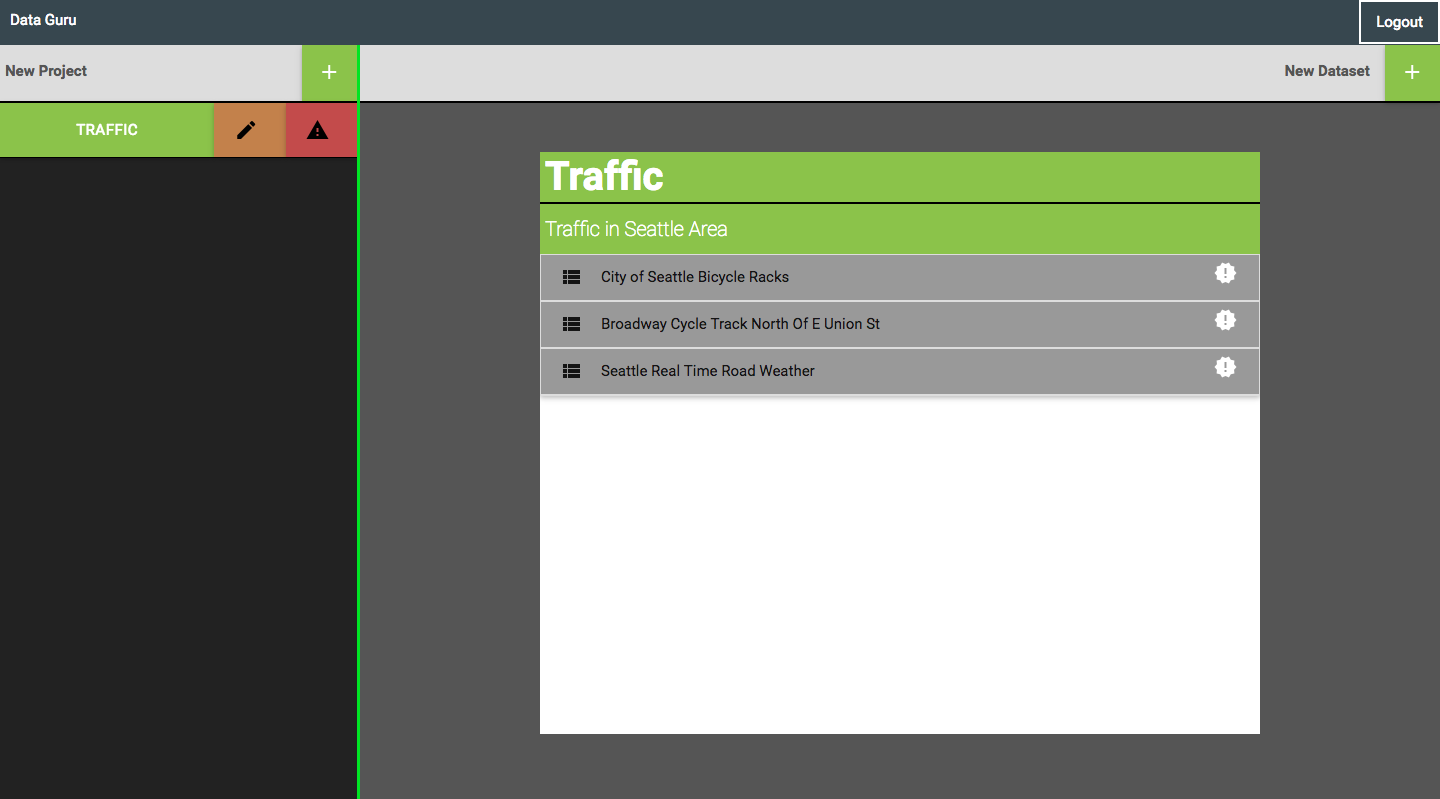 Data Guru
Logout
New Project
New Dataset
TRAFFIC
Traffic
Traffic in Seattle Area
City of Seattle Bicycle Racks
Broadway Cycle Track North Of E Union St
Seattle Real Time Road Weather